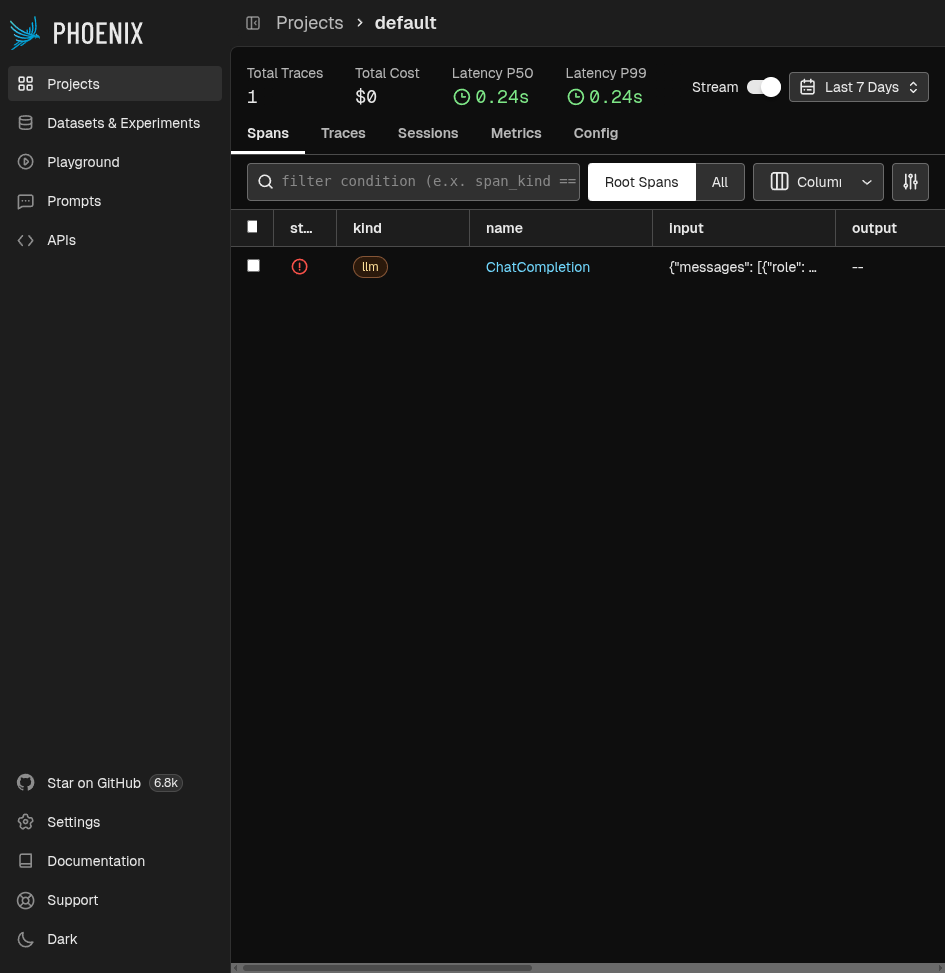 PHOENIX
Projects
Datasets & Experiments
Playground
Prompts
APIs
Star on GitHub 6.8k
Settings
Documentation
Support
Dark
Projects > default
Total Traces
1
Total Cost
$0
Latency P50
0.24s
Latency P99
0.24s
Stream
Last 7 Days
Spans Traces Sessions Metrics Config
filter condition (e.x. span_kind ==
Root Spans All Colum
st... kind name input output
llm ChatCompletion {"messages": [{"role": ... --